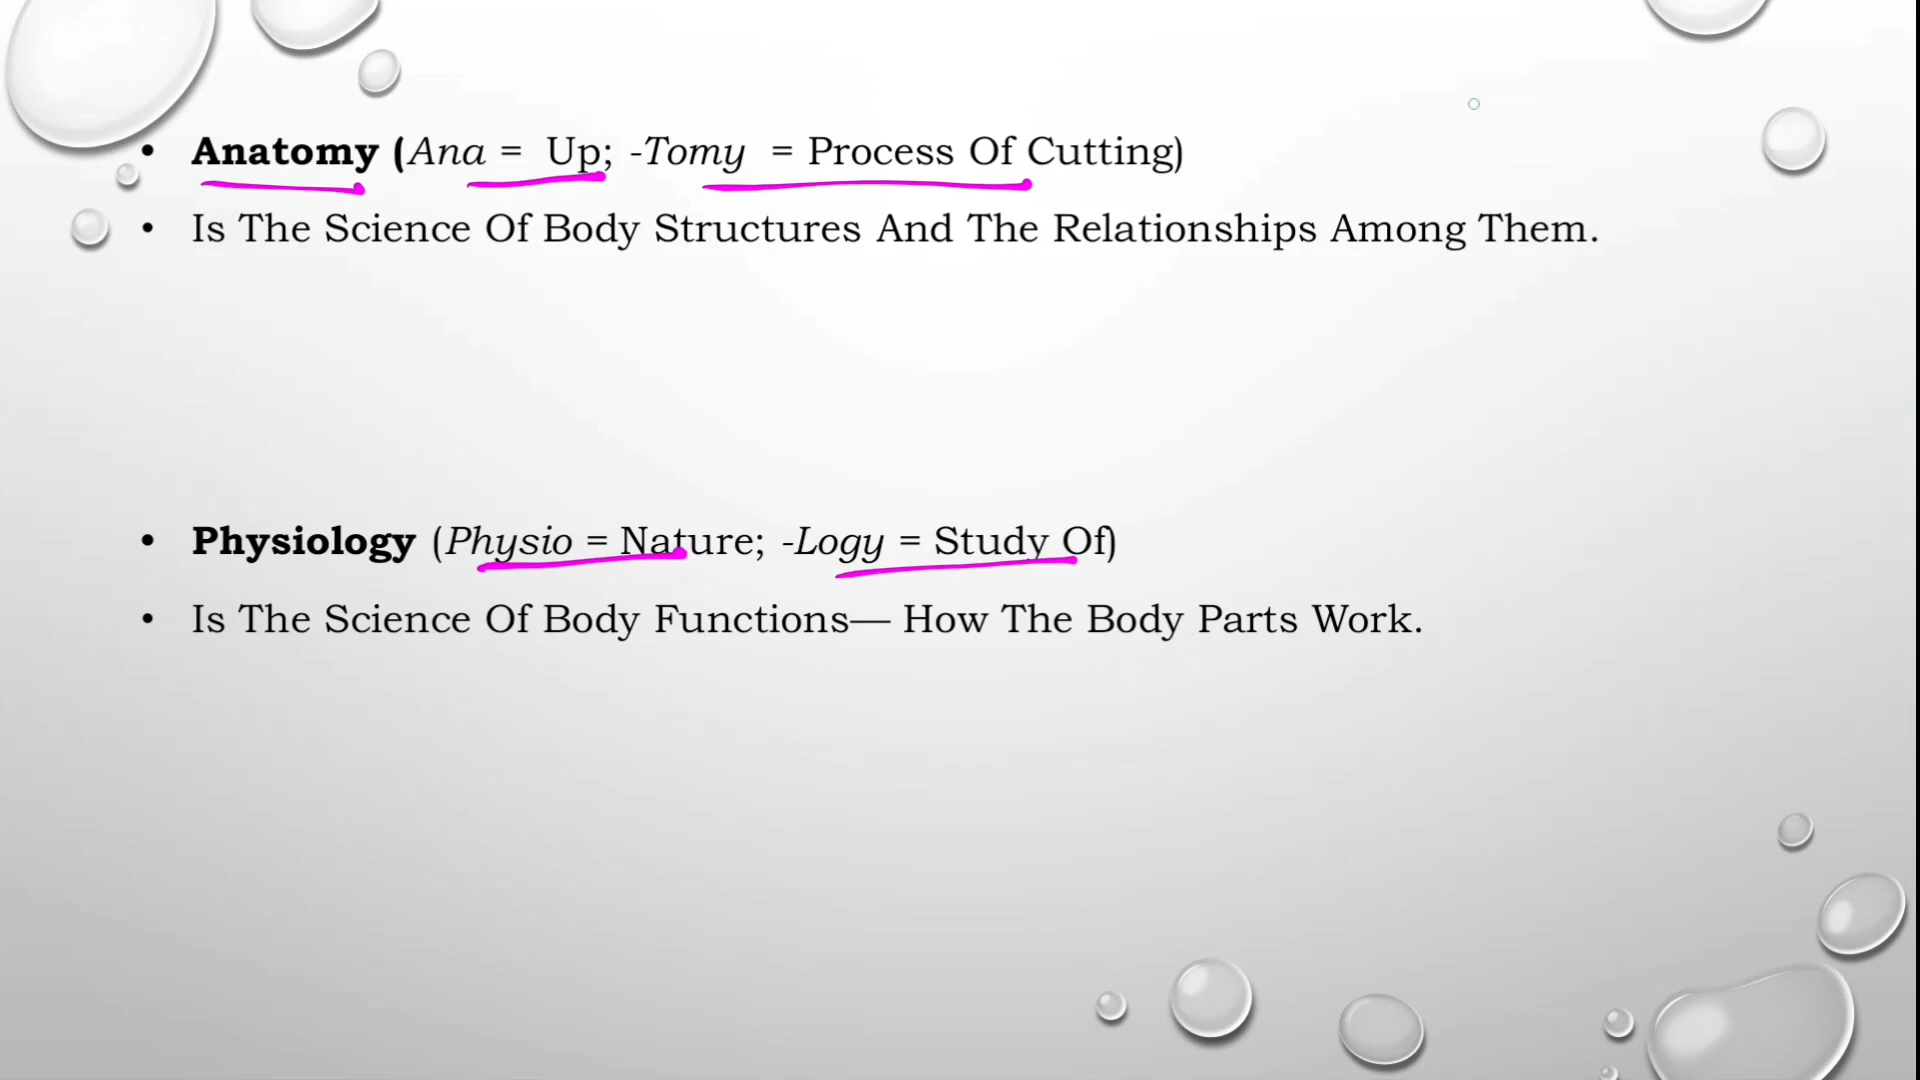 • Anatomy (Ana = Up; -Tomy = Process Of Cutting)
• Is The Science Of Body Structures And The Relationships Among Them.
• Physiology (Physio = Nature; -Logy = Study Of)
• Is The Science Of Body Functions— How The Body Parts Work.